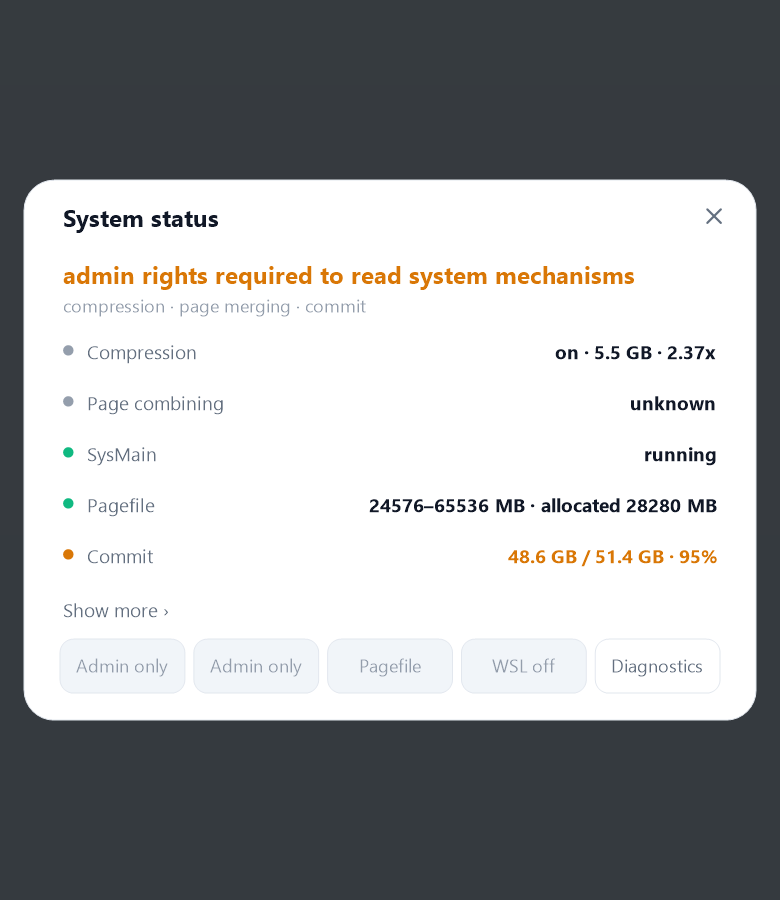 System status
admin rights required to read system mechanisms
compression · page merging · commit
Compression on · 5.5 GB · 2.37x
Page combining unknown
SysMain running
Pagefile 24576–65536 MB · allocated 28280 MB
Commit 48.6 GB / 51.4 GB · 95%
Show more ›
Admin only Admin only Pagefile WSL off Diagnostics